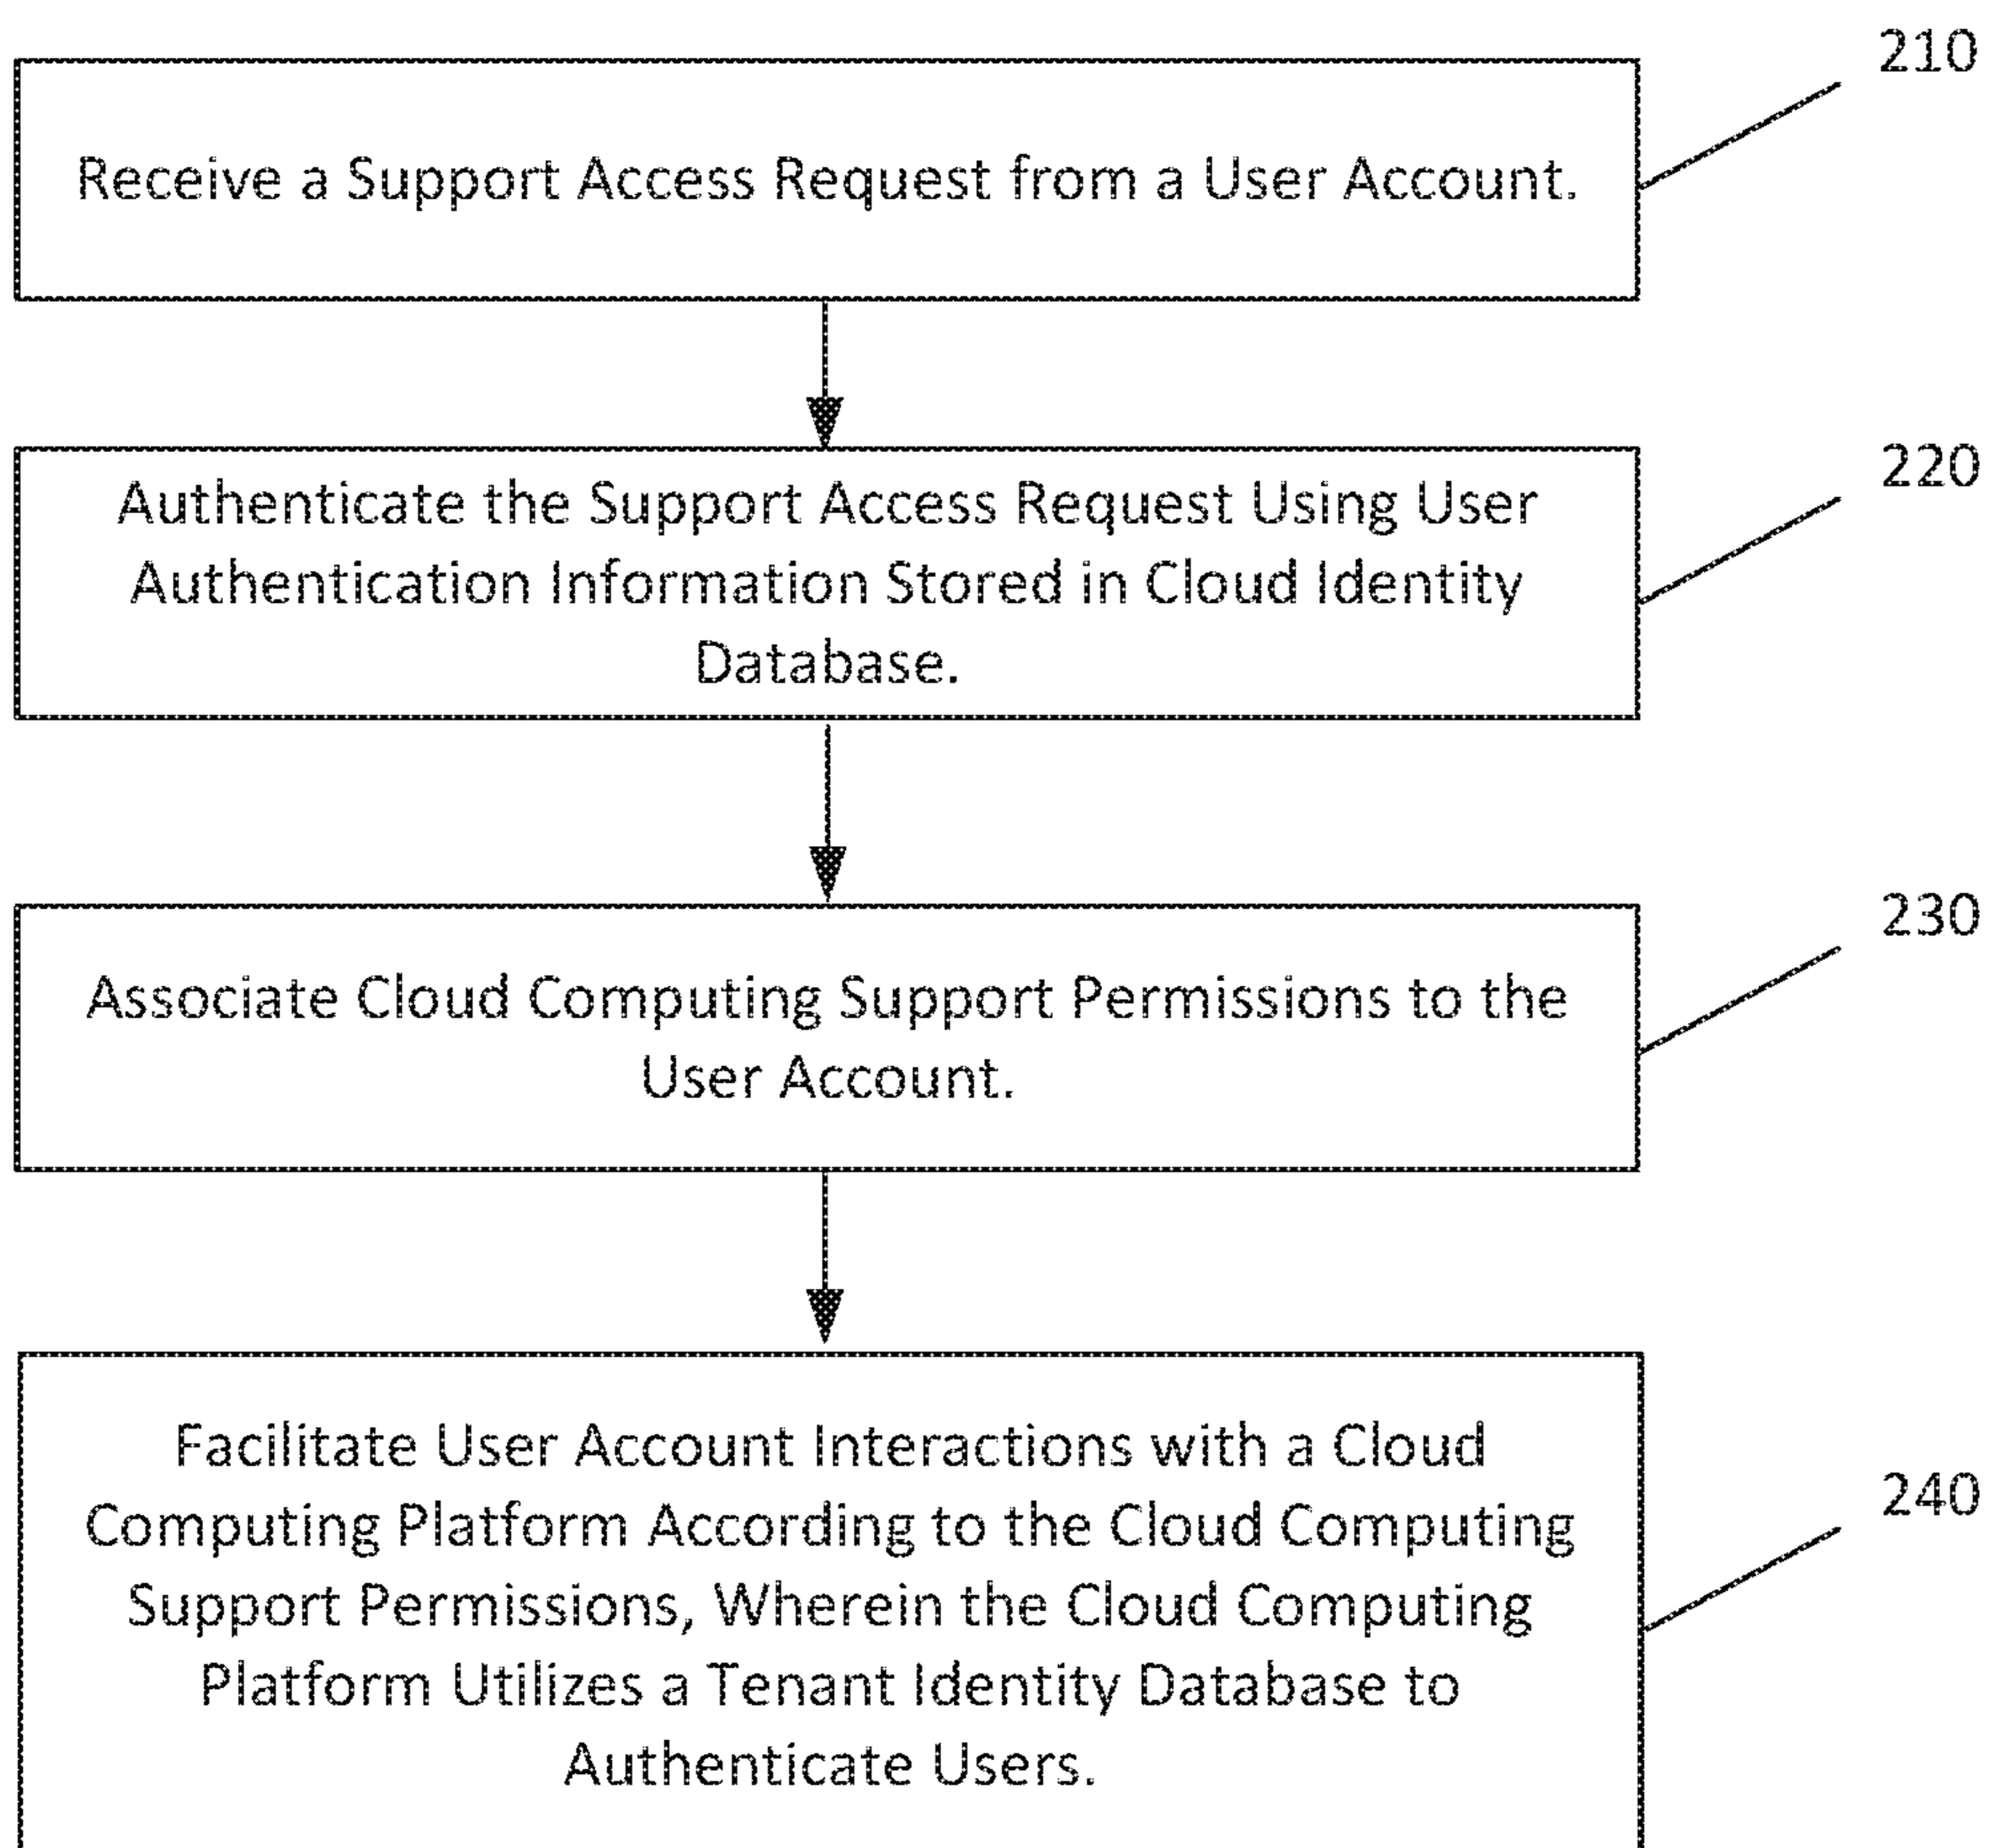 210
Receive a Support Access Request from a User Account.
220
Authenticate the Support Access Request Using User
Authentication Information Stored in Cloud Identity
Database.
230
Associate Cloud Computing Support Permissions to the
User Account.
240
Facilitate User Account Interactions with a Cloud
Computing Platform According to the Cloud Computing
Support Permissions, Wherein the Cloud Computing
Platform Utilizes a Tenant Identity Database to
Authenticate Users.